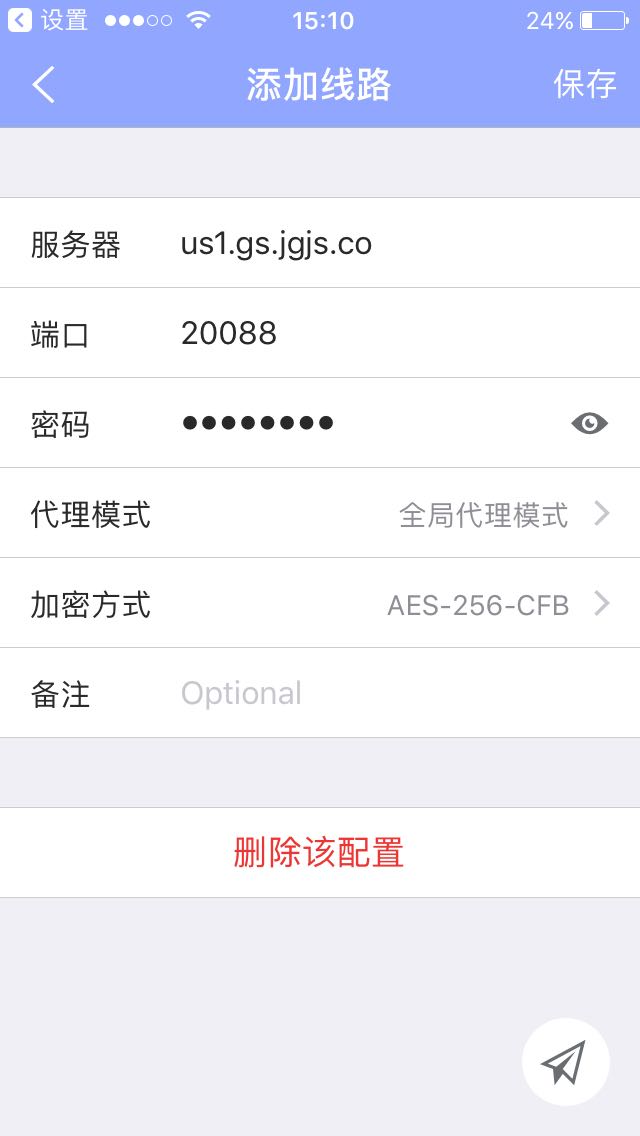 设置 15:10 24%
添加线路 保存
服务器 us1.gs.jgjs.co
端口 20088
密码 ••••••••
代理模式 全局代理模式
加密方式 AES-256-CFB
备注 Optional
删除该配置